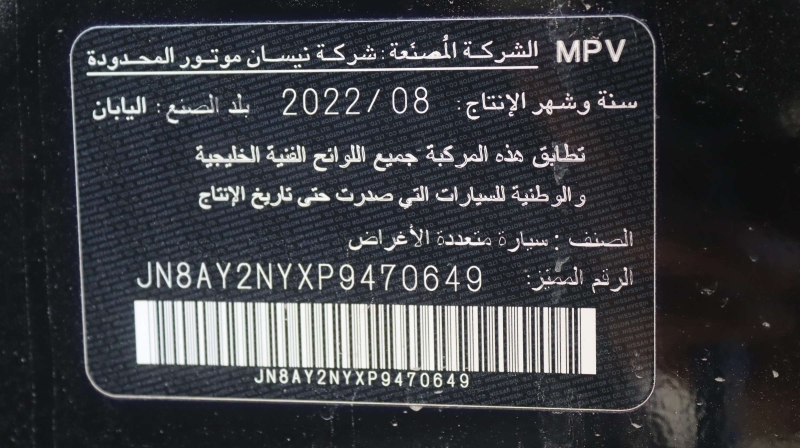 MPV الشركة المُصنّعة : شركة نيسان موتور المحدودة
سنة وشهر الإنتاج: 2022/08 بلد الصنع : اليابان
تطابق هذه المركبة جميع اللوائح الفنية الخليجية
والوطنية للسيارات التي صدرت حتى تاريخ الإنتاج
الصنف : سيارة متعددة الأغراض
الرقم المميز: JN8AY2NYXP9470649
JN8AY2NYXP9470649